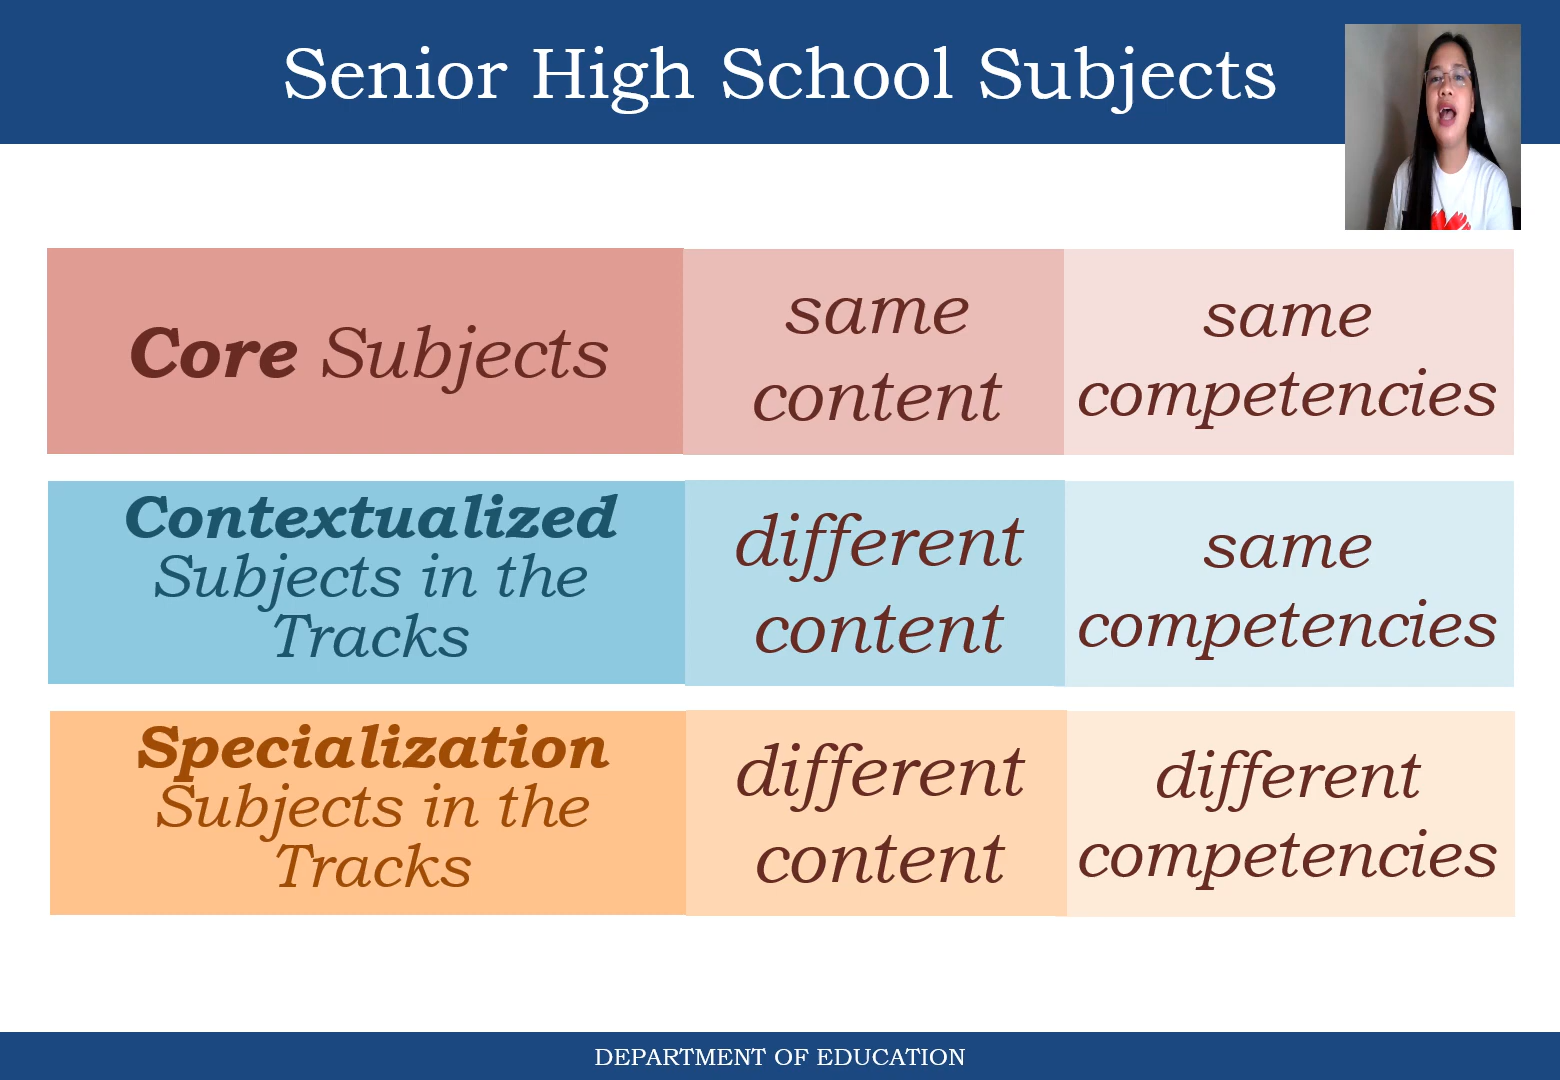 Senior High School Subjects
Core Subjects
same
content
same
competencies
Contextualized
Subjects in the
Tracks
different
content
same
competencies
Specialization
Subjects in the
Tracks
different
content
different
competencies
DEPARTMENT OF EDUCATION